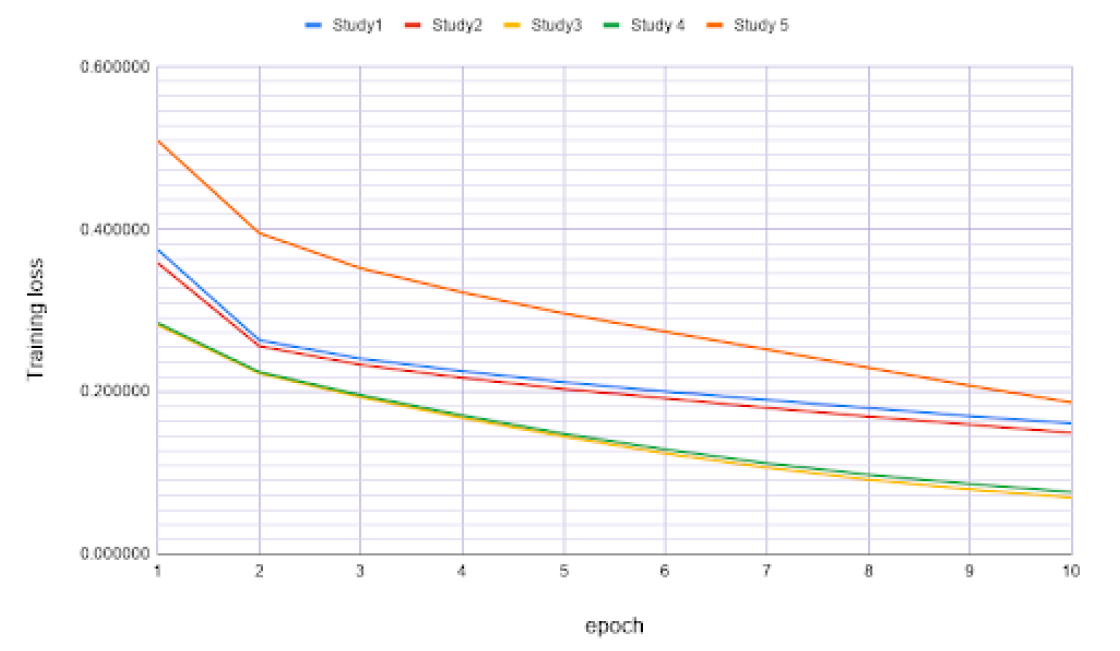 Study1 Study2 Study3 Study 4 Study 5
0.600000
0.400000
0.200000
0.000000
Training loss
1 2 3 4 5 6 7 8 9 10
epoch